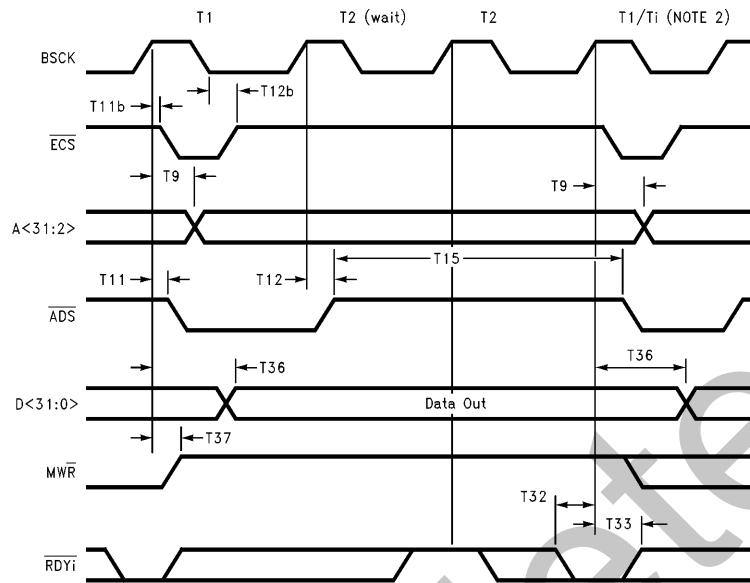 T1 T2 (wait) T2 T1/Ti (NOTE 2)
BSCK
T12b
T11b
ECS
T9 T9
A<31:2>
T15
T11 T12
ADS
T36 T36
D<31:0> Data Out
T37
MWR
T32
T33
RDYi